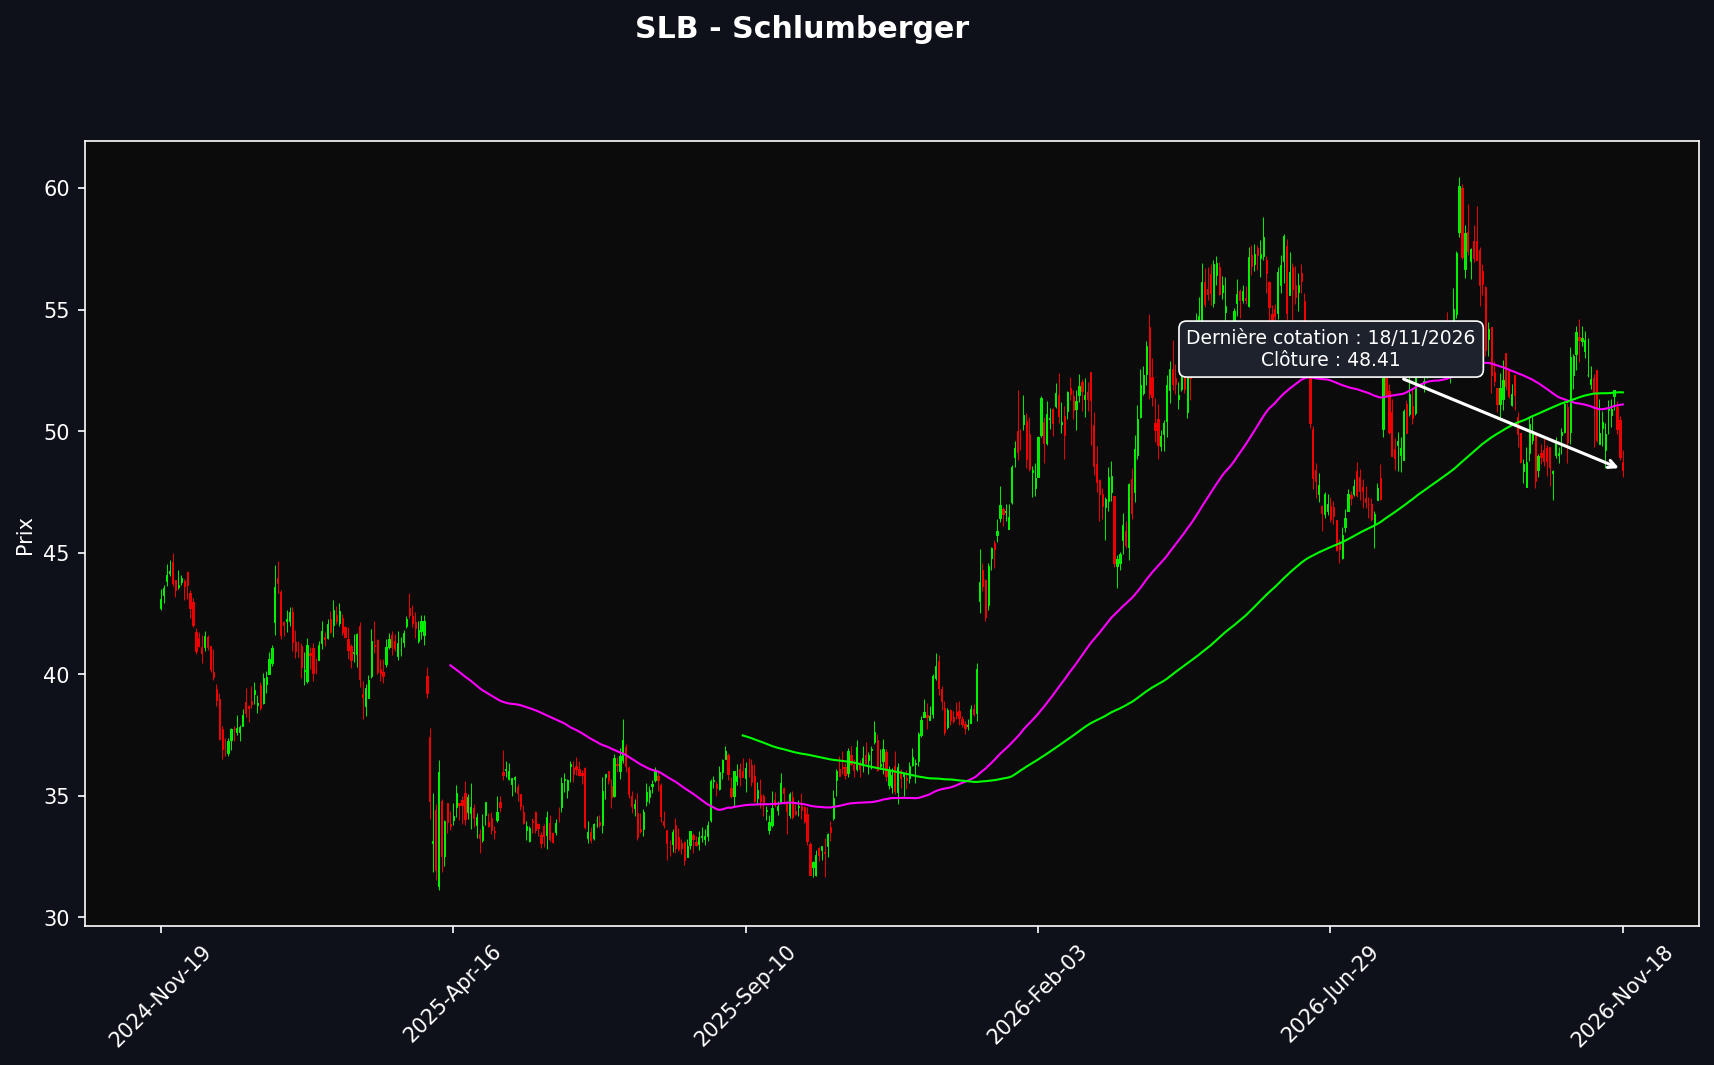 SLB - Schlumberger
60
55
50
45
40
35
30
Prix
Dernière cotation : 18/11/2026
Clôture : 48.41
2024-Nov-19
2025-Apr-16
2025-Sep-10
2026-Feb-03
2026-Jun-29
2026-Nov-18